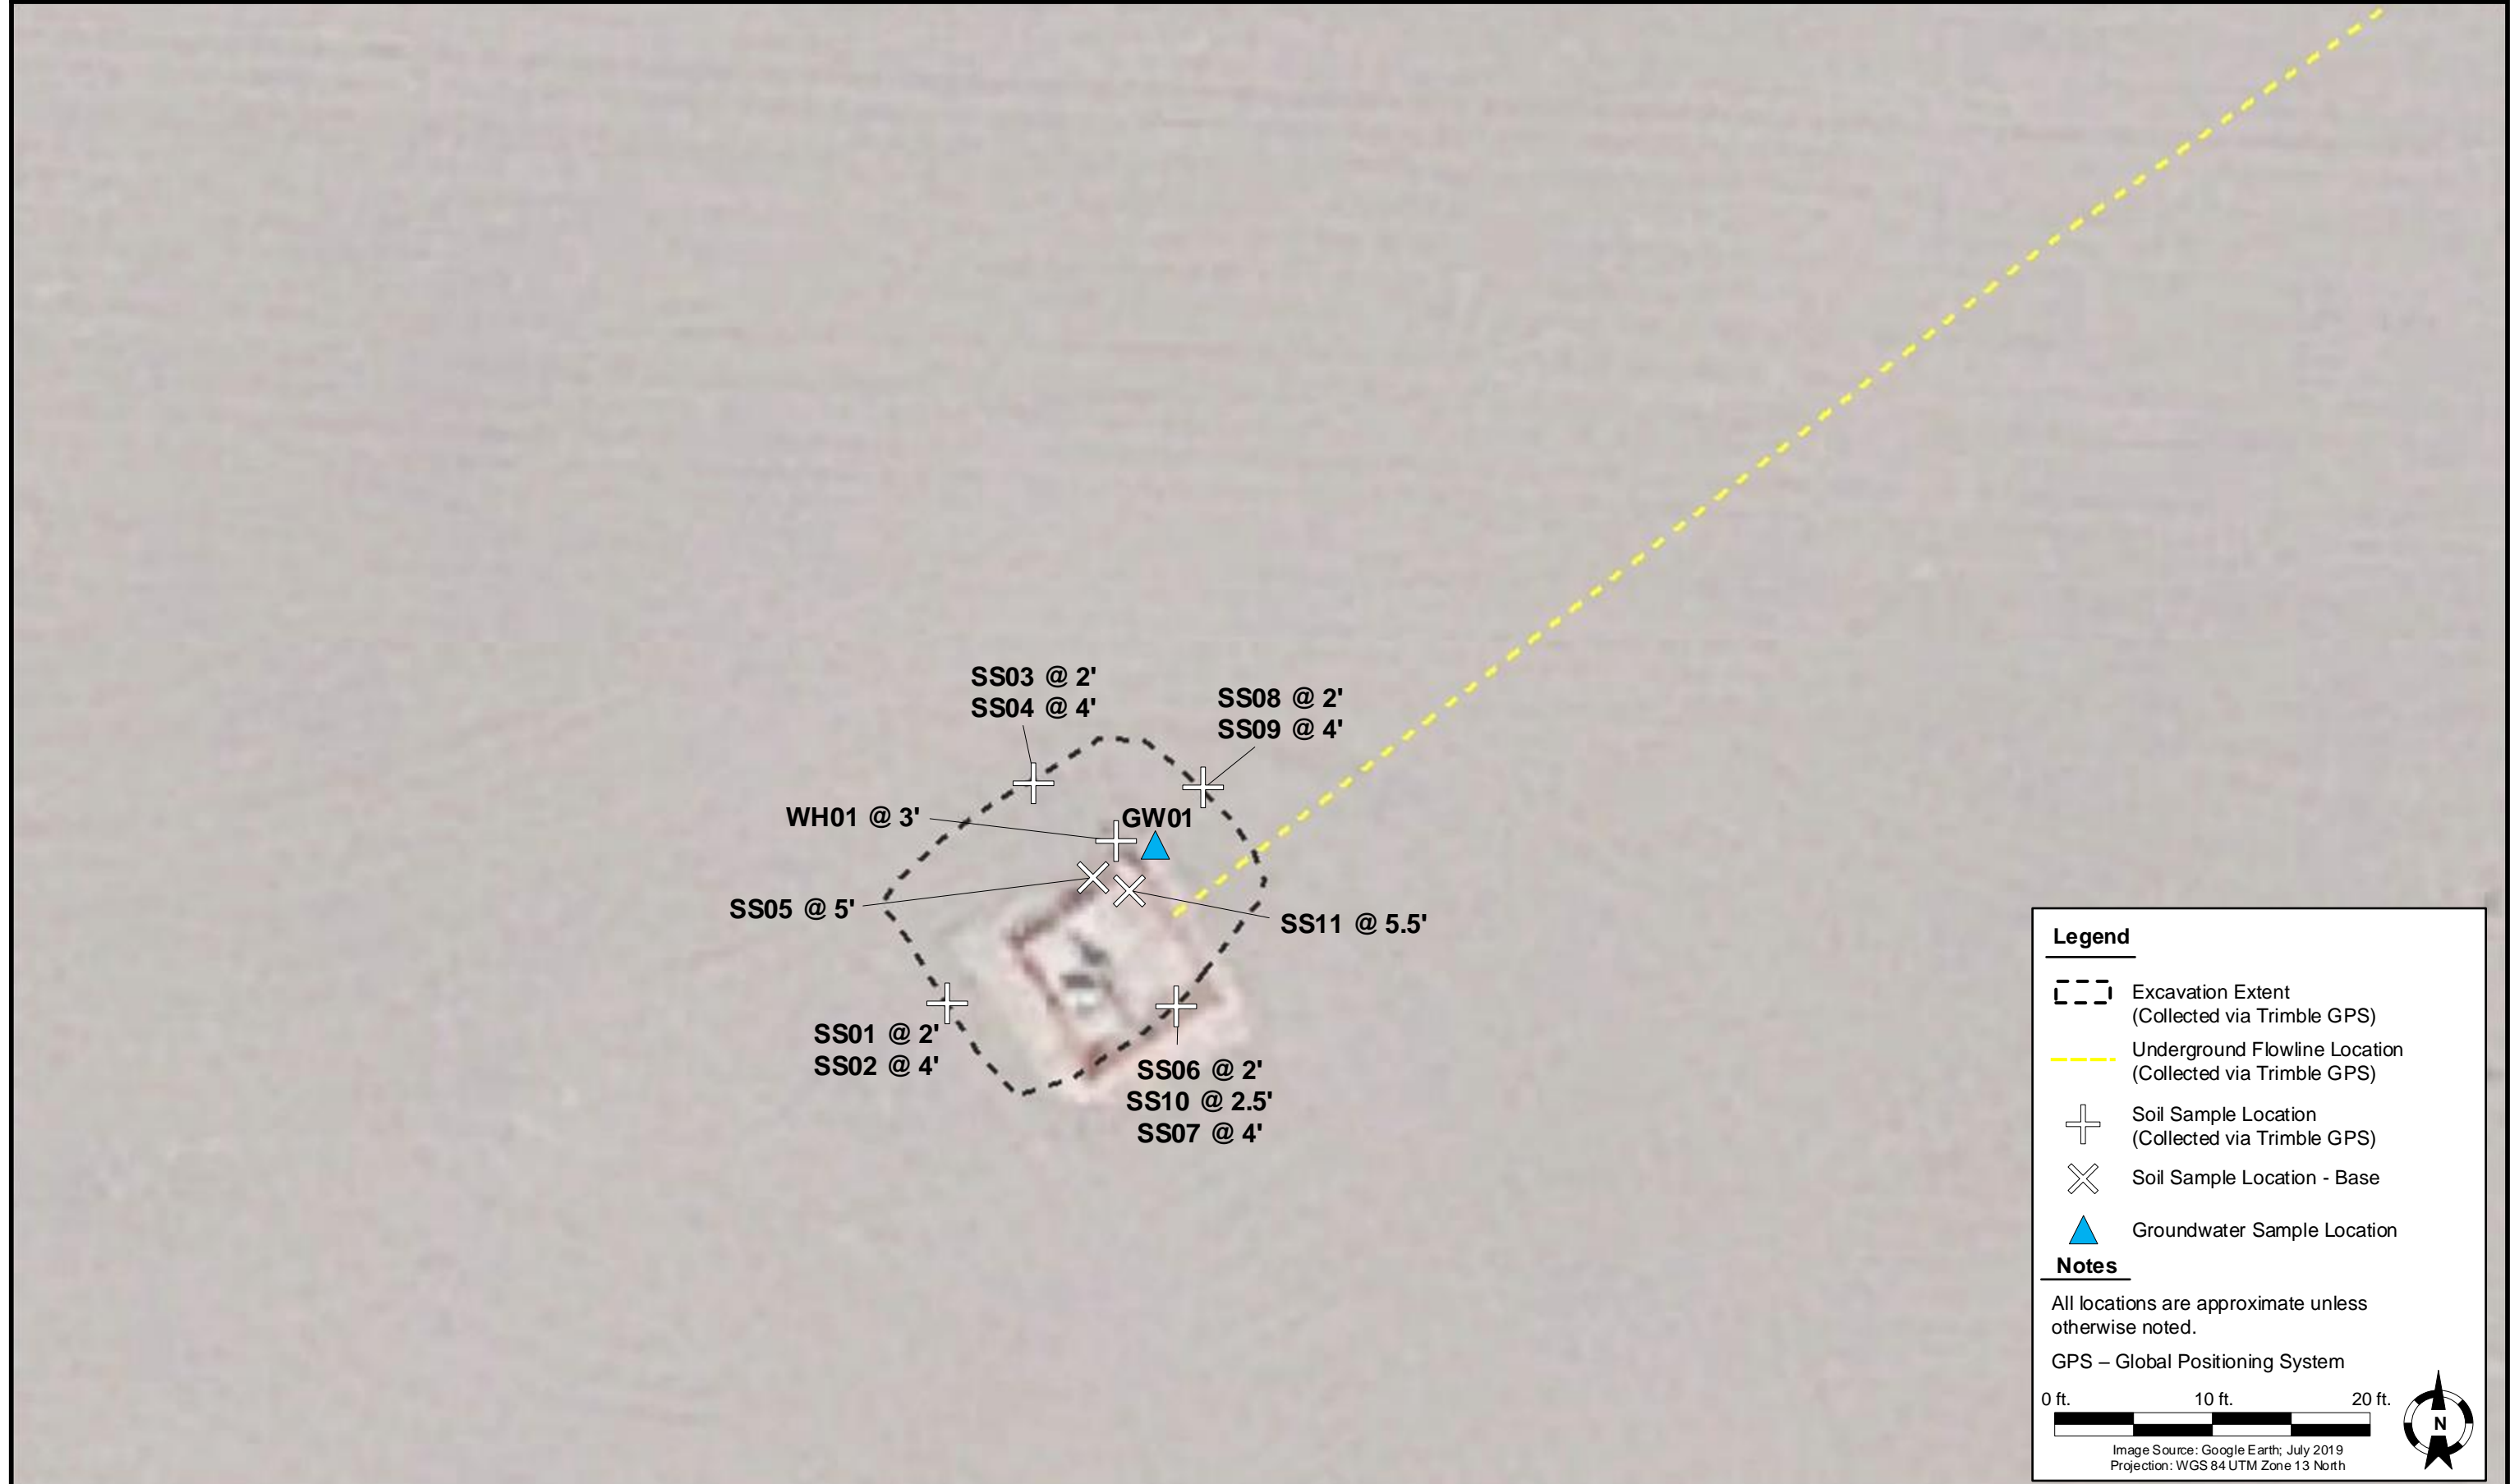 SS03 @ 2'
SS04 @ 4'
SS08 @ 2'
SS09 @ 4'
WH01 @ 3'
GW01
SS05 @ 5'
SS11 @ 5.5'
SS01 @ 2'
SS02 @ 4'
SS06 @ 2'
SS10 @ 2.5'
SS07 @ 4'
Legend
Excavation Extent
(Collected via Trimble GPS)
Underground Flowline Location
(Collected via Trimble GPS)
Soil Sample Location
(Collected via Trimble GPS)
Soil Sample Location - Base
Groundwater Sample Location
Notes
All locations are approximate unless
otherwise noted.
GPS – Global Positioning System
0 ft. 10 ft. 20 ft.
N
Image Source: Google Earth; July 2019
Projection: WGS 84 UTM Zone 13 North